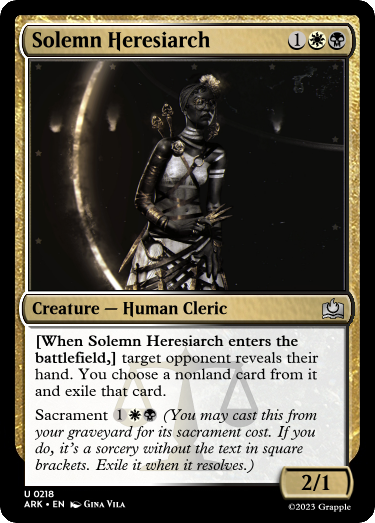 Solemn Heresiarch 1
Creature — Human Cleric
[When Solemn Heresiarch enters the
battlefield,] target opponent reveals their
hand. You choose a nonland card from it
and exile that card.
Sacrament 1 (You may cast this from
your graveyard for its sacrament cost. If you
do, it's a sorcery without the text in square
brackets. Exile it when it resolves.)
2/1
U 0218
ARK • EN Gina Vila
©2023 Grapple